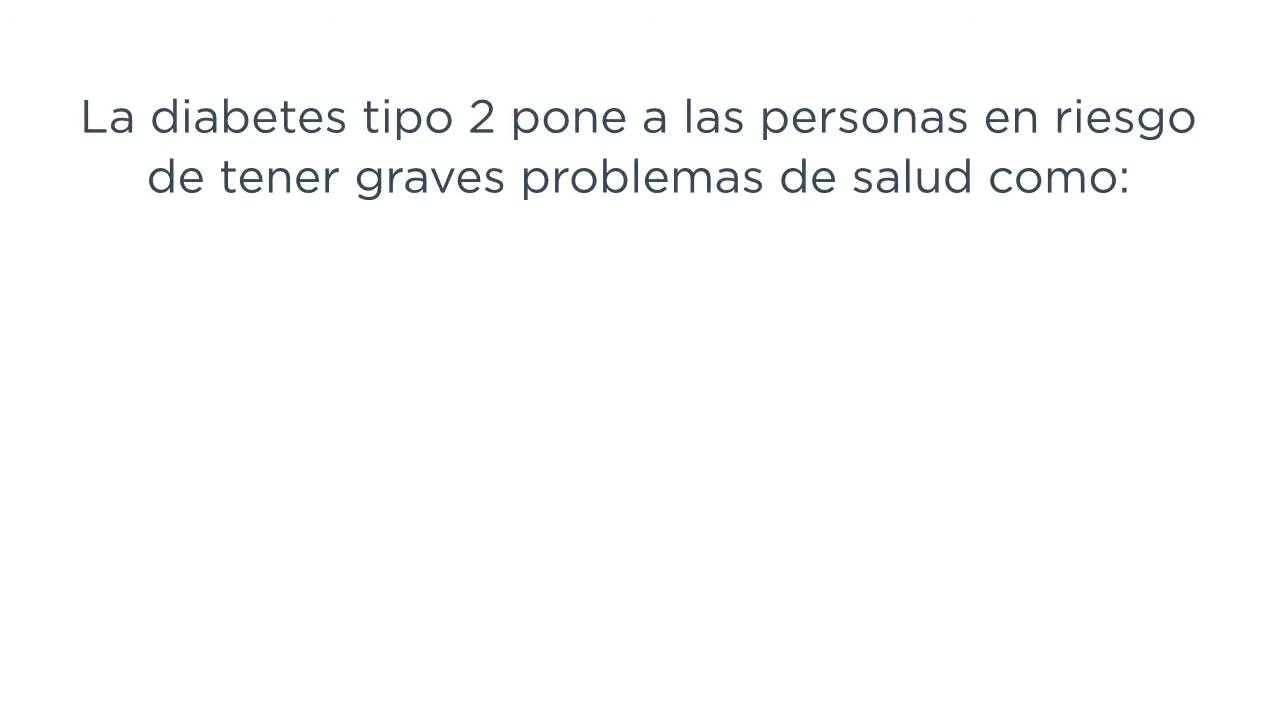 La diabetes tipo 2 pone a las personas en riesgo
de tener graves problemas de salud como: